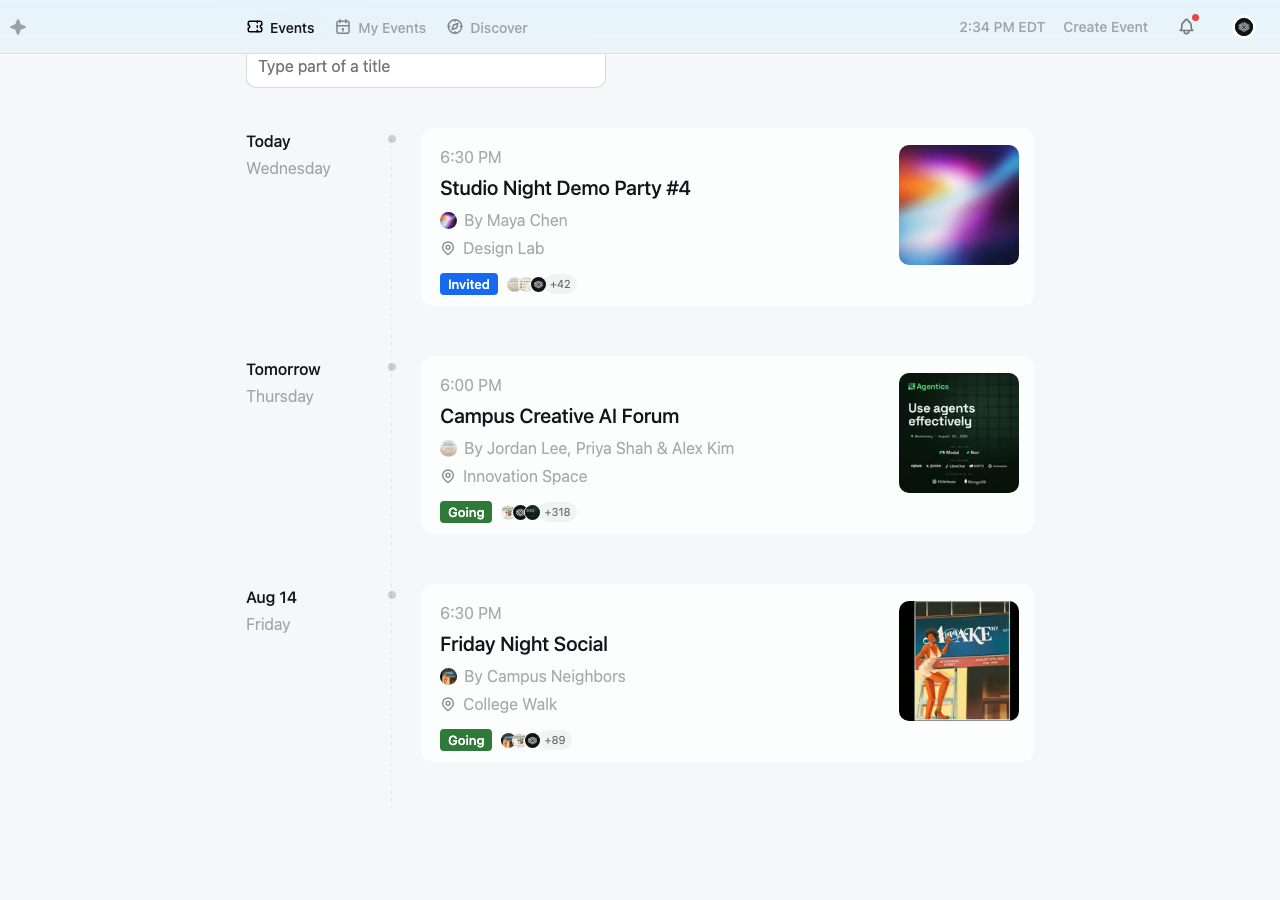 Events
My Events
Discover
2:34 PM EDT
Create Event
Type part of a title
Today
Wednesday
6:30 PM
Studio Night Demo Party #4
By Maya Chen
Design Lab
Invited
+42
Tomorrow
Thursday
6:00 PM
Campus Creative AI Forum
By Jordan Lee, Priya Shah & Alex Kim
Innovation Space
Going
+318
Agentics
Use agents
effectively
Aug 14
Friday
6:30 PM
Friday Night Social
By Campus Neighbors
College Walk
Going
+89